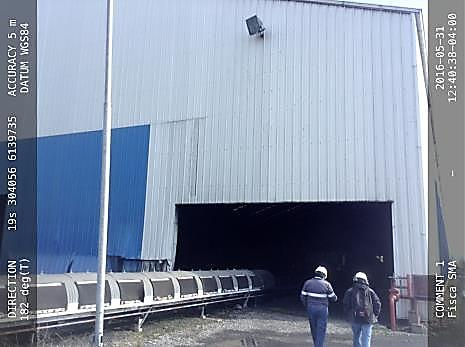 DIRECTION 19s 304056 6139735 ACCURACY 5 m
182 deg(T) DATUM WGS84
COMMENT 1 2016-05-31
Fisca SMA 12:40:38-04:00